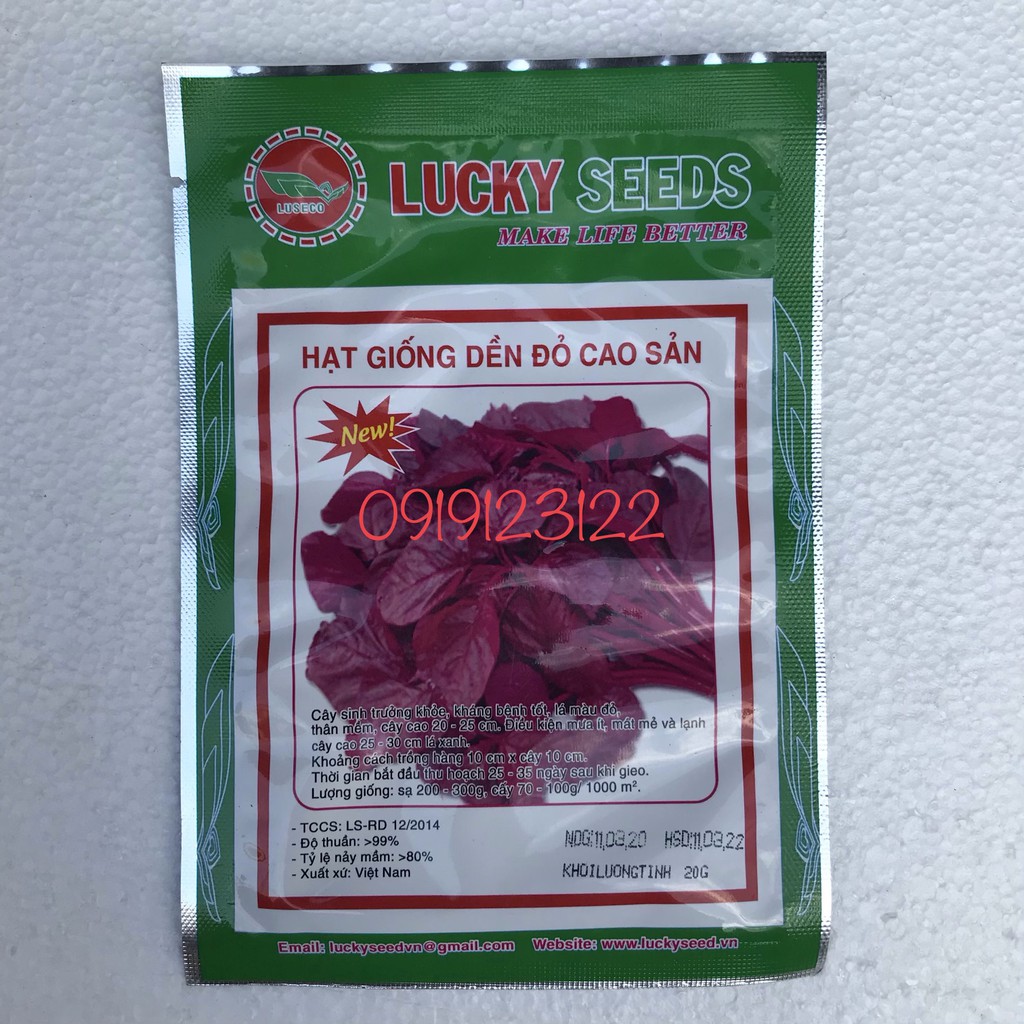 LUSECO
LUCKY SEEDS
MAKE LIFE BETTER
HẠT GIỐNG DỀN ĐỎ CAO SẢN
New!
0919123122
Cây sinh trưởng khỏe, kháng bệnh tốt, lá màu đỏ,
thân mềm, cây cao 20 - 25 cm. Điều kiện mưa ít, mát mẻ và lạnh
cây cao 25 - 30 cm lá xanh.
Khoảng cách trồng hàng 10 cm x cây 10 cm.
Thời gian bắt đầu thu hoạch 25 - 35 ngày sau khi gieo.
Lượng giống: sạ 200 - 300g, cấy 70 - 100g/ 1000 m².
- TCCS: LS-RD 12/2014
- Độ thuần: >99%
- Tỷ lệ nảy mầm: >80%
- Xuất xứ: Việt Nam
NDG:11,03,20 HSD:11,03,22
KHOILUONGTINH 20G
Email: luckyseedvn@gmail.com Website: www.luckyseed.vn